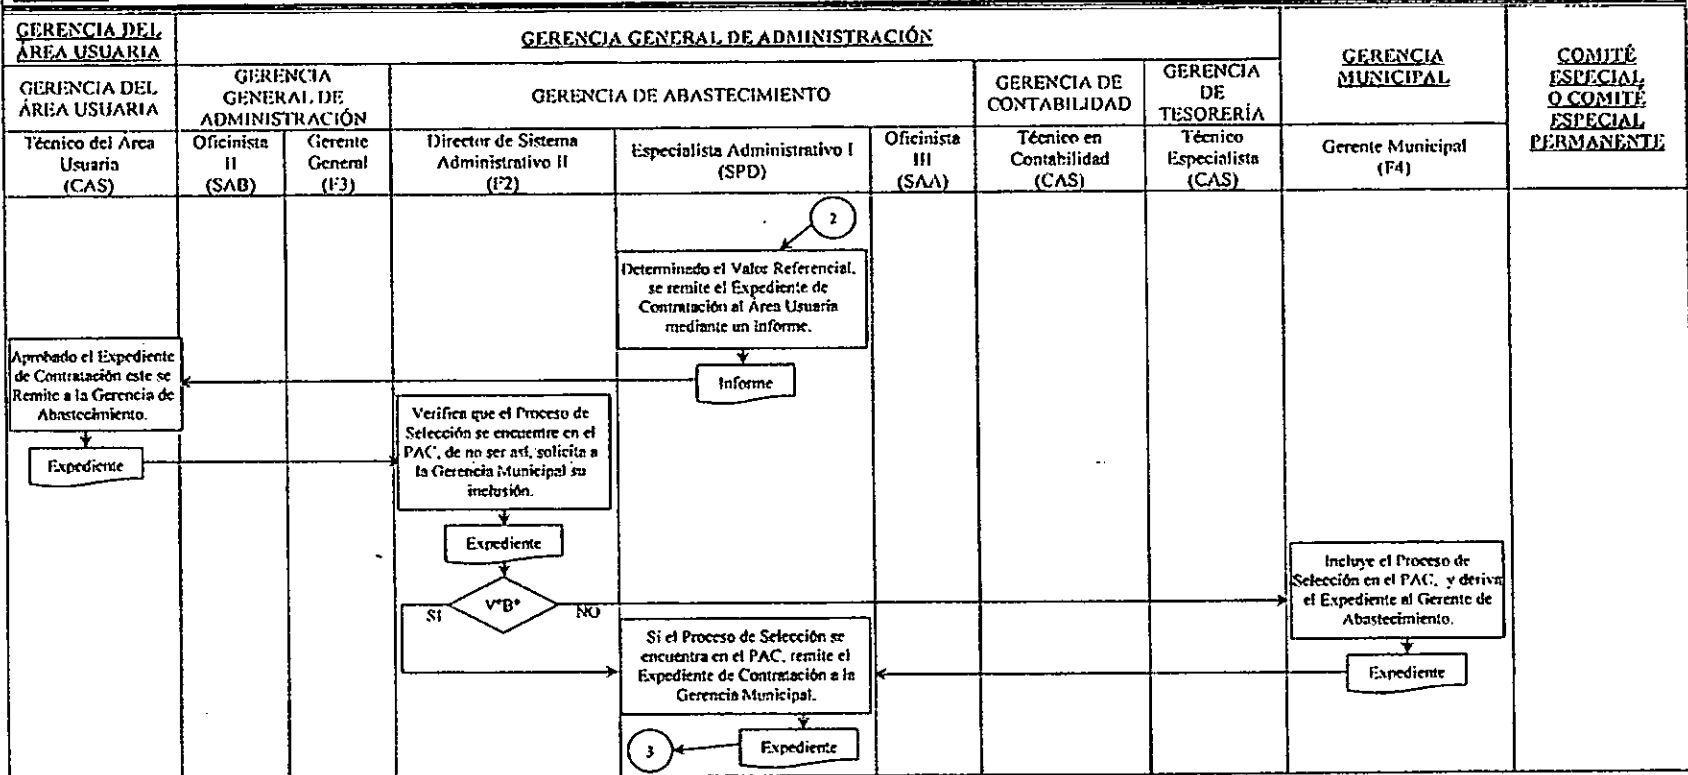 GERENCIA DEL
ÁREA USUARIA
GERENCIA GENERAL DE ADMINISTRACIÓN
GERENCIA
MUNICIPAL
COMITÉ
ESPECIAL
O COMITÉ
ESPECIAL
PERMANENTE
GERENCIA DEL
ÁREA USUARIA
GERENCIA
GENERAL DE
ADMINISTRACIÓN
GERENCIA DE ABASTECIMIENTO
GERENCIA DE
CONTABILIDAD
GERENCIA
DE
TESORERÍA
Técnico del Área
Usuaria
(CAS)
Oficinista
II
(SAB)
Gerente
General
(F3)
Director de Sistema
Administrativo II
(F2)
Especialista Administrativo I
(SPD)
Oficinista
III
(SAA)
Técnico en
Contabilidad
(CAS)
Técnico
Especialista
(CAS)
Gerente Municipal
(F4)
2
Determinado el Valor Referencial,
se remite el Expediente de
Contratación al Área Usuaria
mediante un informe.
Informe
Aprobado el Expediente
de Contratación este se
Remite a la Gerencia de
Abastecimiento.
Expediente
Verifica que el Proceso de
Selección se encuentre en el
PAC, de no ser así, solicita a
la Gerencia Municipal su
inclusión.
Expediente
V°B°
SI
NO
Incluye el Proceso de
Selección en el PAC, y deriva
el Expediente al Gerente de
Abastecimiento.
Expediente
Si el Proceso de Selección se
encuentra en el PAC, remite el
Expediente de Contratación a la
Gerencia Municipal.
Expediente
3